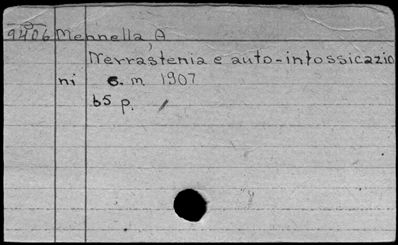 9406 Mennella, A
Nevrastenia e auto-intossicazio
ni c. m 1907
65 p.